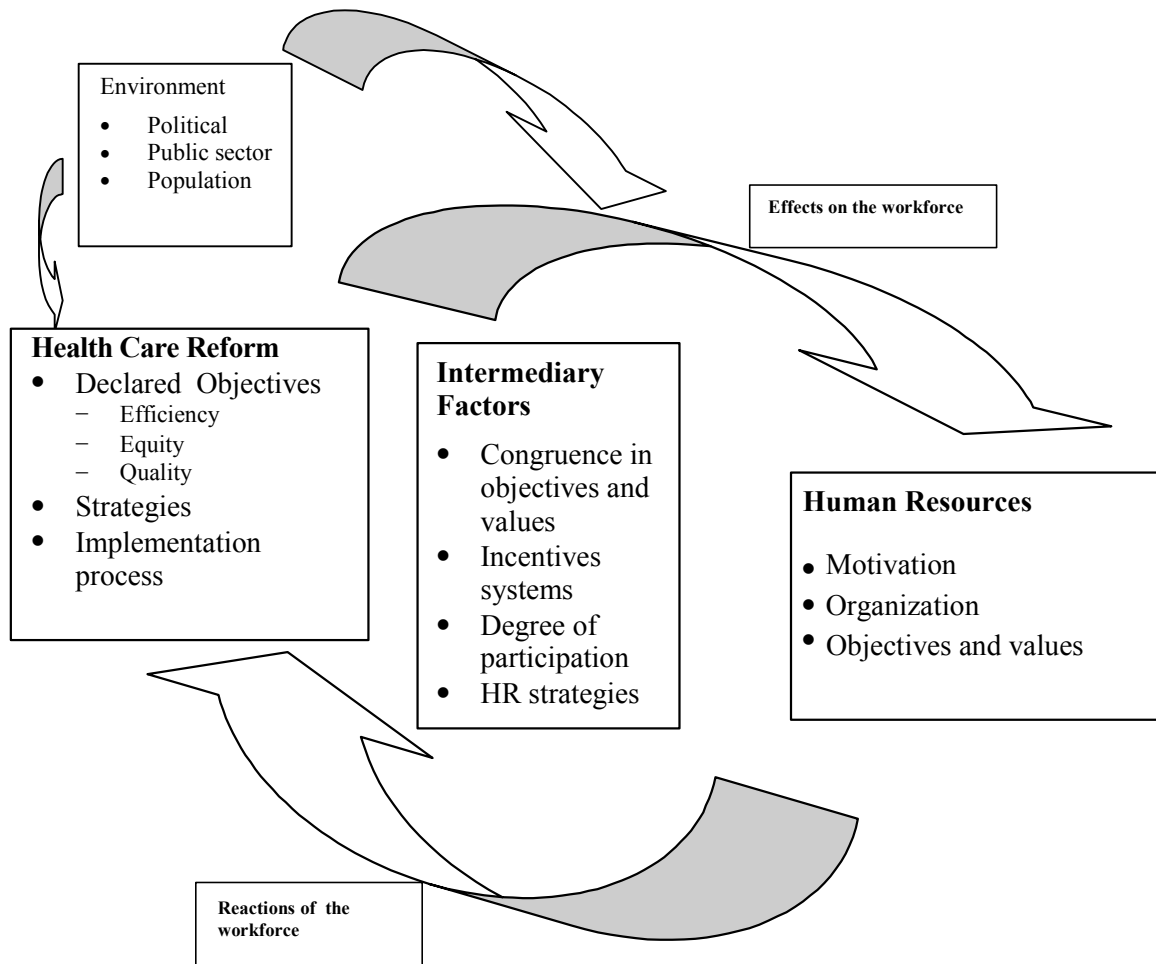 Environment
• Political
• Public sector
• Population
Effects on the workforce
Health Care Reform
• Declared Objectives
– Efficiency
– Equity
– Quality
• Strategies
• Implementation
process
Intermediary
Factors
• Congruence in
objectives and
values
• Incentives
systems
• Degree of
participation
• HR strategies
Human Resources
• Motivation
• Organization
• Objectives and values
Reactions of the
workforce